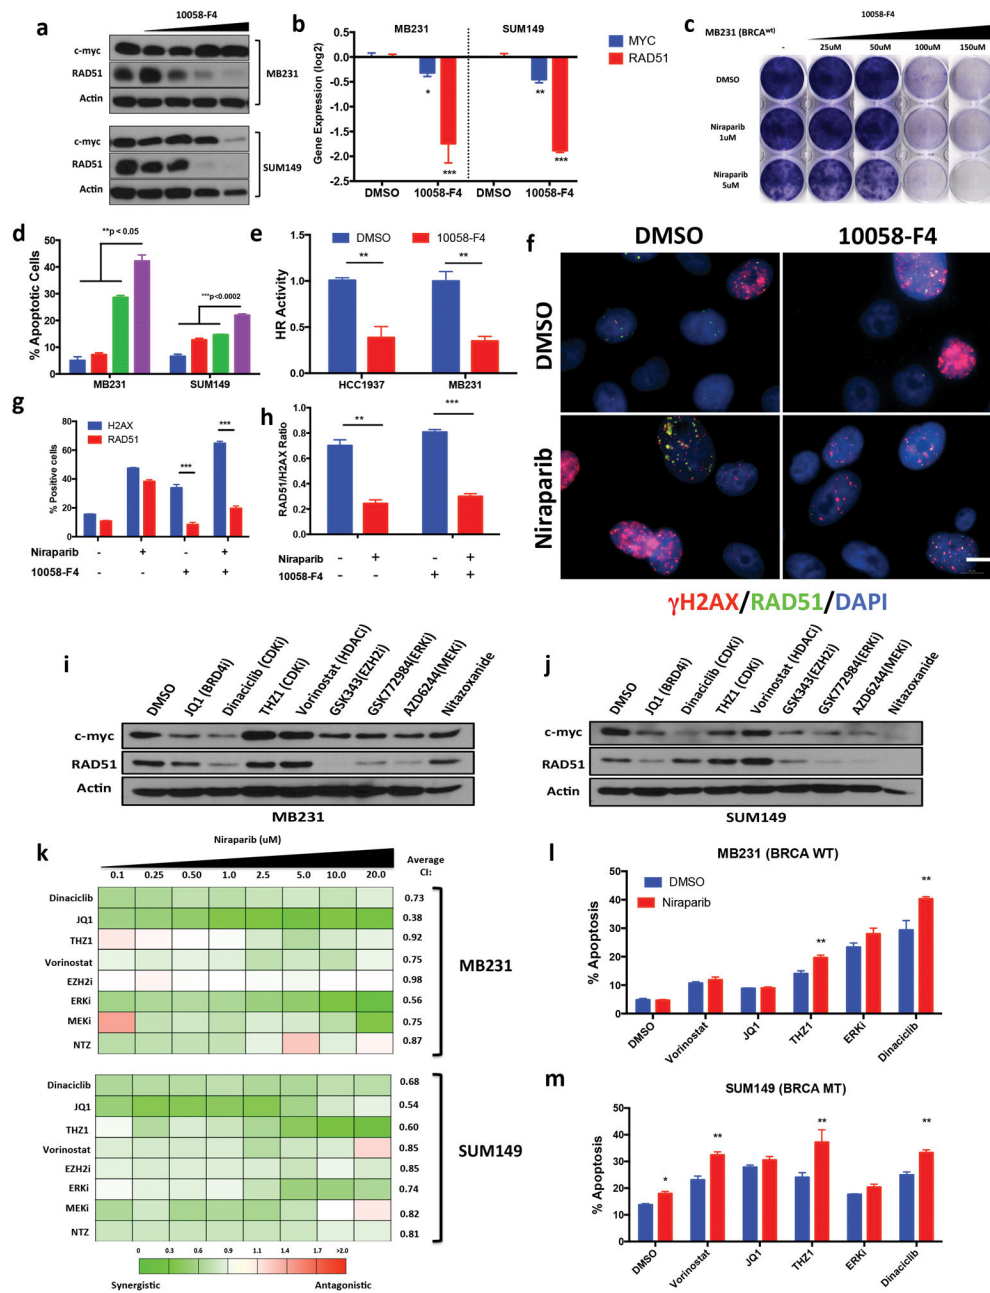 a
10058-F4
c-myc
RAD51
Actin
MB231
c-myc
RAD51
Actin
SUM149
b
MB231
SUM149
MYC
RAD51
Gene Expression (log2)
0.0
-0.5
-1.0
-1.5
-2.0
-2.5
*
***
**
***
DMSO
10058-F4
DMSO
10058-F4
c
10058-F4
MB231 (BRCAwt)
-
25uM
50uM
100uM
150uM
DMSO
Niraparib
1uM
Niraparib
5uM
d
% Apoptotic Cells
50
40
30
20
10
0
**p < 0.05
***p<0.0002
MB231
SUM149
e
DMSO
10058-F4
HR Activity
1.5
1.0
0.5
0.0
**
**
HCC1937
MB231
f
DMSO
10058-F4
DMSO
Niraparib
γH2AX/RAD51/DAPI
g
H2AX
RAD51
% Positive cells
80
60
40
20
0
***
***
Niraparib
- + - +
10058-F4
- - + +
h
RAD51/H2AX Ratio
1.0
0.8
0.6
0.4
0.2
0.0
**
***
Niraparib
- + - +
10058-F4
- - + +
i
DMSO
JQ1 (BRD4i)
Dinaciclib (CDKi)
THZ1 (CDKi)
Vorinostat (HDACi)
GSK343(EZH2i)
GSK772984(ERKi)
AZD6244(MEKi)
Nitazoxanide
c-myc
RAD51
Actin
MB231
j
DMSO
JQ1 (BRD4i)
Dinaciclib (CDKi)
THZ1 (CDKi)
Vorinostat (HDACi)
GSK343(EZH2i)
GSK772984(ERKi)
AZD6244(MEKi)
Nitazoxanide
c-myc
RAD51
Actin
SUM149
k
Niraparib (uM)
0.1 0.25 0.50 1.0 2.5 5.0 10.0 20.0
Average
CI:
Dinaciclib 0.73
JQ1 0.38
THZ1 0.92
Vorinostat 0.75
EZH2i 0.98
ERKi 0.56
MEKi 0.75
NTZ 0.87
MB231
Dinaciclib 0.68
JQ1 0.54
THZ1 0.60
Vorinostat 0.85
EZH2i 0.85
ERKi 0.74
MEKi 0.82
NTZ 0.81
SUM149
0 0.3 0.6 0.9 1.1 1.4 1.7 >2.0
Synergistic
Antagonistic
l
MB231 (BRCA WT)
DMSO
Niraparib
% Apoptosis
50
40
30
20
10
0
**
**
DMSO
Vorinostat
JQ1
THZ1
ERKi
Dinaciclib
m
SUM149 (BRCA MT)
% Apoptosis
50
40
30
20
10
0
*
**
**
**
DMSO
Vorinostat
JQ1
THZ1
ERKi
Dinaciclib